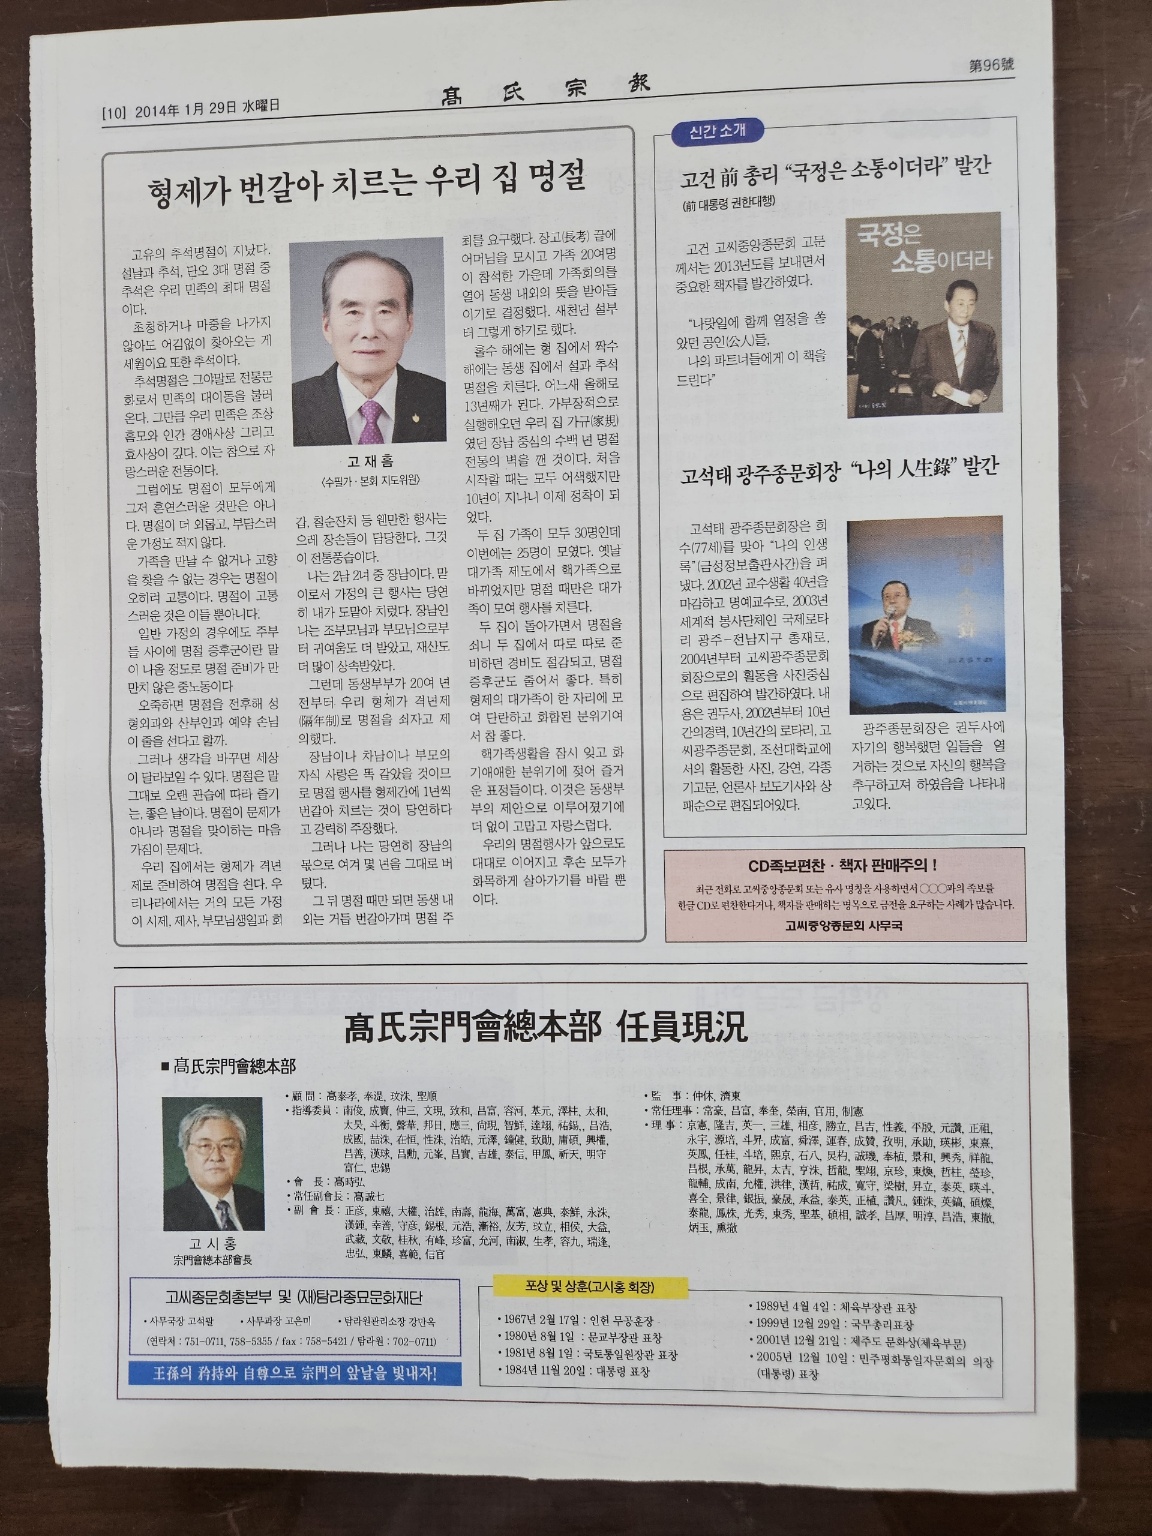 [10] 2014年 1月 29日 水曜日
髙氏宗報
第96號
형제가 번갈아 치르는 우리 집 명절
고유의 추석명절이 지났다.
설날과 추석, 단오 3대 명절 중
추석은 우리 민족의 최대 명절
이다.
초청하거나 마중을 나가지
않아도 어김없이 찾아오는 게
세월이요 또한 추석이다.
추석명절은 그야말로 전통문
화로서 민족의 대이동을 불러
온다. 그만큼 우리 민족은 조상
흠모와 인간 경애사상 그리고
효사상이 깊다. 이는 참으로 자
랑스러운 전통이다.
그럼에도 명절이 모두에게
그저 훈연스러운 것만은 아니
다. 명절이 더 외롭고, 부담스러
운 가정도 적지 않다.
가족을 만날 수 없거나 고향
을 찾을 수 없는 경우는 명절이
오히려 고통이다. 명절이 고통
스러운 것은 이들 뿐아니다.
일반 가정의 경우에도 주부
들 사이에 명절 증후군이란 말
이 나올 정도로 명절 준비가 만
만치 않은 중노동이다
오죽하면 명절을 전후해 성
형외과와 산부인과 예약 손님
이 줄을 선다고 할까.
그러나 생각을 바꾸면 세상
이 달라보일 수 있다. 명절은 말
그대로 오랜 관습에 따라 즐기
는, 좋은 날이다. 명절이 문제가
아니라 명절을 맞이하는 마음
가짐이 문제다.
우리 집에서는 형제가 격년
제로 준비하여 명절을 쇤다. 우
리나라에서는 거의 모든 가정
이 시제, 제사, 부모님생일과 회
고 재 흠
〈수필가 · 본회 지도위원〉
갑, 칠순잔치 등 웬만한 행사는
으레 장손들이 담당한다. 그것
이 전통풍습이다.
나는 2남 2녀 중 장남이다. 맏
이로서 가정의 큰 행사는 당연
히 내가 도맡아 치렀다. 장남인
나는 조부모님과 부모님으로부
터 귀여움도 더 받았고, 재산도
더 많이 상속받았다.
그런데 동생부부가 20여 년
전부터 우리 형제가 격년제
(隔年制)로 명절을 쇠자고 제
의했다.
장남이나 차남이나 부모의
자식 사랑은 똑 같았을 것이므
로 명절 행사를 형제간에 1년씩
번갈아 치르는 것이 당연하다
고 강력히 주장했다.
그러나 나는 당연히 장남의
몫으로 여겨 몇 년을 그대로 버
텼다.
그 뒤 명절 때만 되면 동생 내
외는 거듭 번갈아가며 명절 주
최를 요구했다. 장고(長考) 끝에
어머님을 모시고 가족 20여명
이 참석한 가운데 가족회의를
열어 동생 내외의 뜻을 받아들
이기로 결정했다. 새천년 설부
터 그렇게 하기로 했다.
홀수 해에는 형 집에서 짝수
해에는 동생 집에서 설과 추석
명절을 치른다. 어느새 올해로
13년째가 된다. 가부장적으로
실행해오던 우리 집 가규(家規)
였던 장남 중심의 수백 년 명절
전통의 벽을 깬 것이다. 처음
시작할 때는 모두 어색했지만
10년이 지나니 이제 정착이 되
었다.
두 집 가족이 모두 30명인데
이번에는 25명이 모였다. 옛날
대가족 제도에서 핵가족으로
바뀌었지만 명절 때만은 대가
족이 모여 행사를 치른다.
두 집이 돌아가면서 명절을
쇠니 두 집에서 따로 따로 준
비하던 경비도 절감되고, 명절
증후군도 줄어서 좋다. 특히
형제의 대가족이 한 자리에 모
여 단란하고 화합된 분위기여
서 참 좋다.
핵가족생활을 잠시 잊고 화
기애애한 분위기에 젖어 즐거
운 표정들이다. 이것은 동생부
부의 제안으로 이루어졌기에
더 없이 고맙고 자랑스럽다.
우리의 명절행사가 앞으로도
대대로 이어지고 후손 모두가
화목하게 살아가기를 바랄 뿐
이다.
신간 소개
고건 前 총리 “국정은 소통이더라” 발간
(前 대통령 권한대행)
고건 고씨중앙종문회 고문
께서는 2013년도를 보내면서
중요한 책자를 발간하였다.
“나랏일에 함께 열정을 쏟
았던 공인(公人)들,
나의 파트너들에게 이 책을
드린다”
국정은
소통이더라
고석태 광주종문회장 “나의 人生錄” 발간
고석태 광주종문회장은 희
수(77세)를 맞아 “나의 인생
록”(금성정보출판사간)을 펴
냈다. 2002년 교수생활 40년을
마감하고 명예교수로, 2003년
세계적 봉사단체인 국제로타
리 광주-전남지구 총재로,
2004년부터 고씨광주종문회
회장으로의 활동을 사진중심
으로 편집하여 발간하였다. 내
용은 권두사, 2002년부터 10년
간의경력, 10년간의 로타리, 고
씨광주종문회, 조선대학교에
서의 활동한 사진, 강연, 각종
기고문, 언론사 보도기사와 상
패순으로 편집되어있다.
광주종문회장은 권두사에
자기의 행복했던 일들을 열
거하는 것으로 자신의 행복을
추구하고져 하였음을 나타내
고있다.
CD족보편찬 · 책자 판매주의 !
최근 전화로 고씨중앙종문회 또는 유사 명칭을 사용하면서 〇〇〇파의 족보를
한글 CD로 편찬한다거나, 책자를 판매하는 명목으로 금전을 요구하는 사례가 많습니다.
고씨중앙종문회 사무국
髙氏宗門會總本部 任員現況
■ 髙氏宗門會總本部
고 시 홍
宗門會總本部會長
• 顧 問 : 髙泰孝, 奉湜, 玟洙, 聖順
• 指導委員 : 南俊, 成寶, 仲三, 文現, 致和, 昌富, 容河, 基元, 澤柱, 太和,
太昊, 斗衡, 磬華, 邦日, 應三, 尙現, 智鮮, 達翊, 祐錫, 昌浩,
成國, 喆洙, 在恒, 性洙, 治皓, 元澤, 鐘健, 致勛, 庸碩, 興權,
昌善, 漢球, 昌勳, 元峯, 昌實, 吉雄, 泰信, 甲鳳, 祈天, 明守
富仁, 忠錫
• 會 長 : 髙時弘
• 常任副會長 : 髙誠七
• 副 會 長 : 正彦, 東禧, 大權, 治雄, 南壽, 龍海, 萬富, 憲典, 泰鮮, 永洙,
漢鍾, 幸善, 守彦, 錫根, 元浩, 漸裕, 友芳, 玟立, 相侯, 大益,
武藏, 文敬, 桂秋, 有峰, 珍富, 允河, 南淑, 生孝, 容九, 瑞逢,
忠弘, 東麟, 喜範, 信官
• 監 事 : 仲休, 濟東
• 常任理事 : 常豪, 昌富, 奉奎, 榮南, 官用, 制憲
• 理 事 : 京憲, 隆吉, 英一, 三雄, 相彦, 勝立, 昌吉, 性義, 平殷, 元讚, 正祖,
永宇, 源培, 斗昇, 成富, 舜澤, 運春, 成贊, 孜明, 承勛, 瑛彬, 東熹,
英鳳, 任柱, 斗培, 熙京, 石八, 炅杓, 誠璣, 奉植, 景和, 興秀, 祥龍,
呂根, 承萬, 龍昇, 太吉, 亨洙, 哲龍, 聖翊, 京珍, 東煥, 哲柱, 瑩珍,
龍輔, 成南, 允權, 洪律, 漢哲, 祐成, 寬守, 梁樹, 昇立, 泰英, 暎斗,
喜全, 景律, 銀振, 豪晟, 承益, 泰英, 正植, 讚凡, 鍾洙, 英鎬, 碩燦,
泰龍, 鳳株, 光秀, 東秀, 聖基, 碩相, 誠孝, 昌厚, 明淳, 昌浩, 東撤,
炳玉, 熏徹
고씨종문회총본부 및 (재)탐라종묘문화재단
• 사무국장 고석팔 • 사무과장 고은미 • 탐라원관리소장 강만옥
(연락처 : 751-0711, 758-5355 / fax : 758-5421 / 탐라원 : 702-0711)
王孫의 矜持와 自尊으로 宗門의 앞날을 빛내자!
포상 및 상훈(고시홍 회장)
• 1967년 2월 17일 : 인헌 무공훈장
• 1980년 8월 1일 : 문교부장관 표창
• 1981년 8월 1일 : 국토통일원장관 표창
• 1984년 11월 20일 : 대통령 표창
• 1989년 4월 4일 : 체육부장관 표창
• 1999년 12월 29일 : 국무총리표창
• 2001년 12월 21일 : 제주도 문화상(체육부문)
• 2005년 12월 10일 : 민주평화통일자문회의 의장
(대통령) 표창